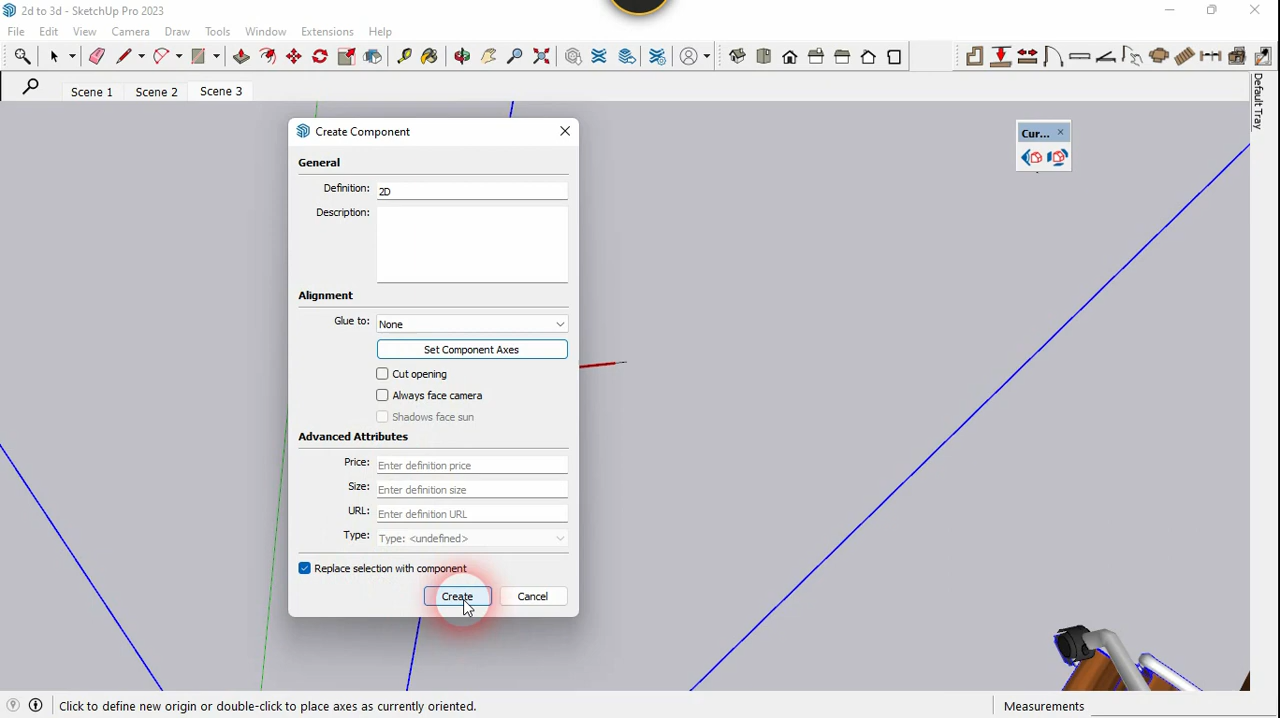 2d to 3d - SketchUp Pro 2023
File Edit View Camera Draw Tools Window Extensions Help
Scene 1 Scene 2 Scene 3
Default Tray
Cur...
Create Component
General
Definition: 2D
Description:
Alignment
Glue to: None
Set Component Axes
Cut opening
Always face camera
Shadows face sun
Advanced Attributes
Price: Enter definition price
Size: Enter definition size
URL: Enter definition URL
Type: Type: <undefined>
Replace selection with component
Create Cancel
Click to define new origin or double-click to place axes as currently oriented. Measurements